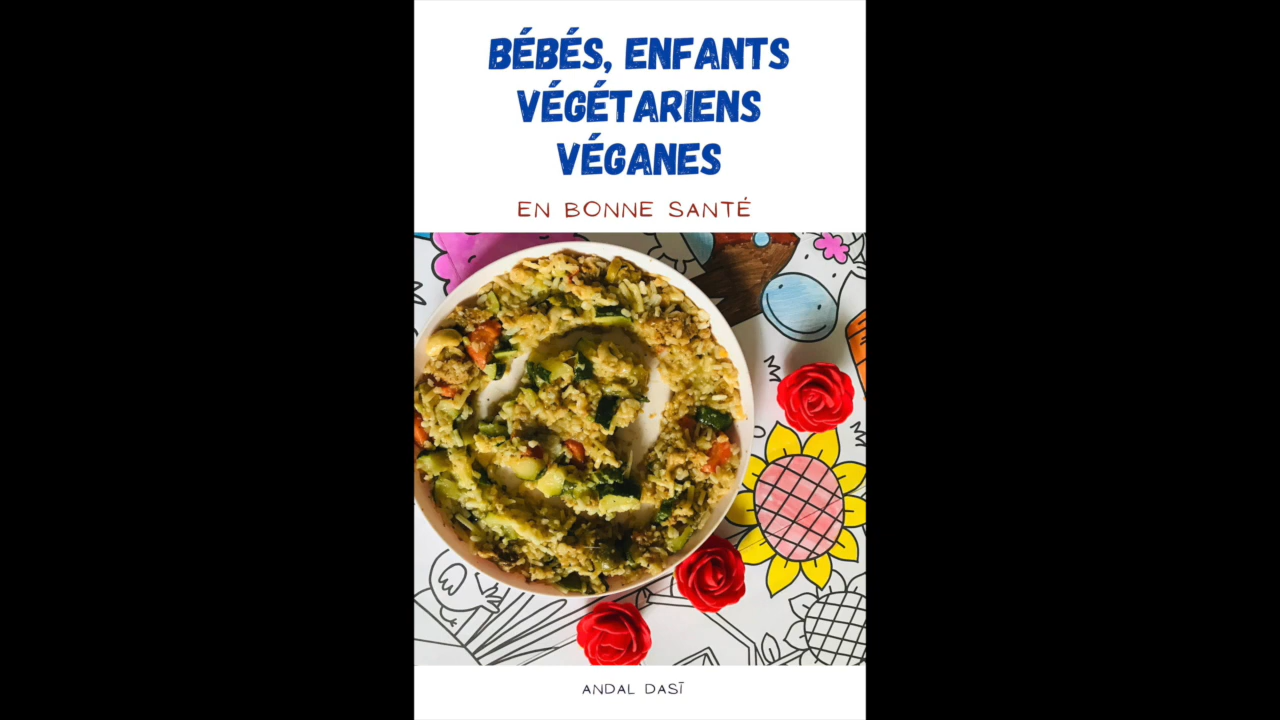 BÉBÉS, ENFANTS
VÉGÉTARIENS
VÉGANES
EN BONNE SANTÉ
ANDAL DASĪ